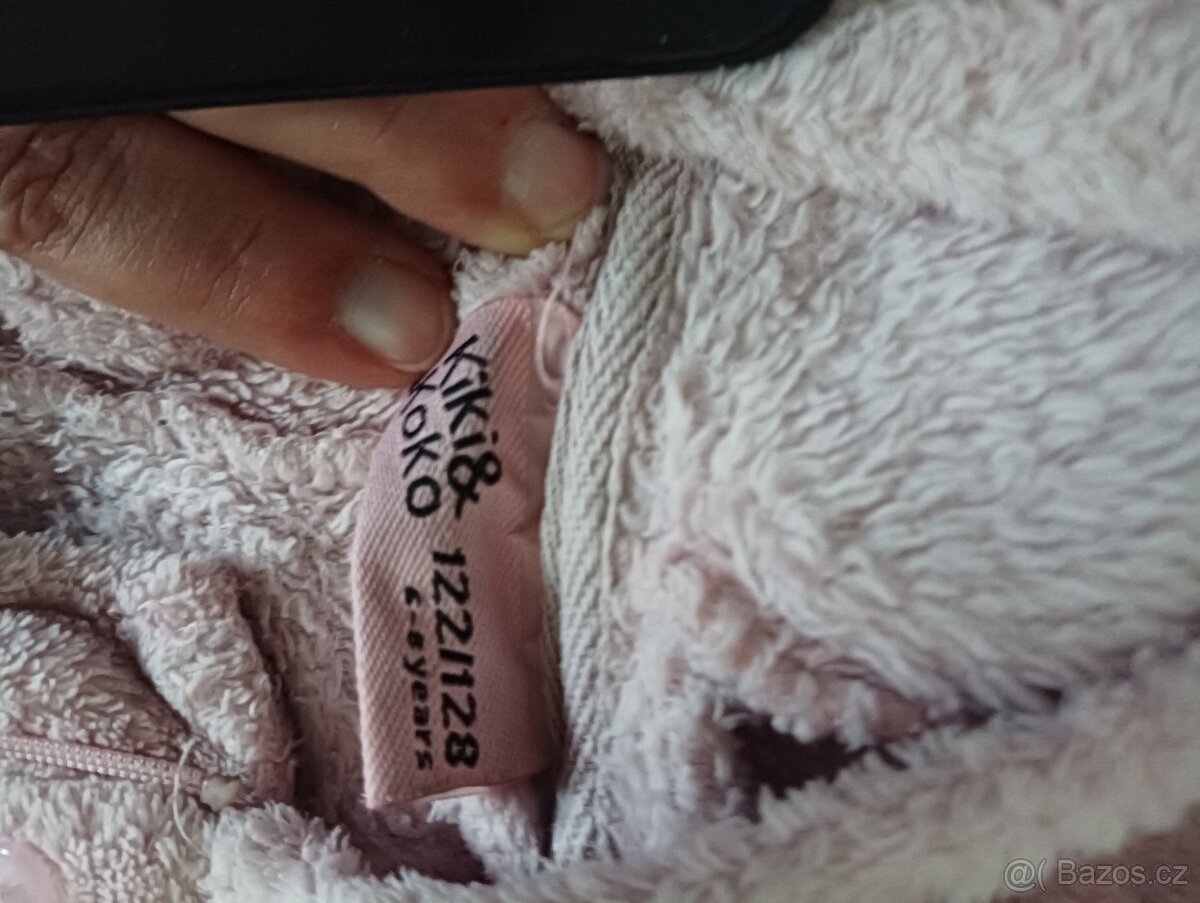 Kiki&
KOKO
122/128
6-8 years
@( Bazos.cz